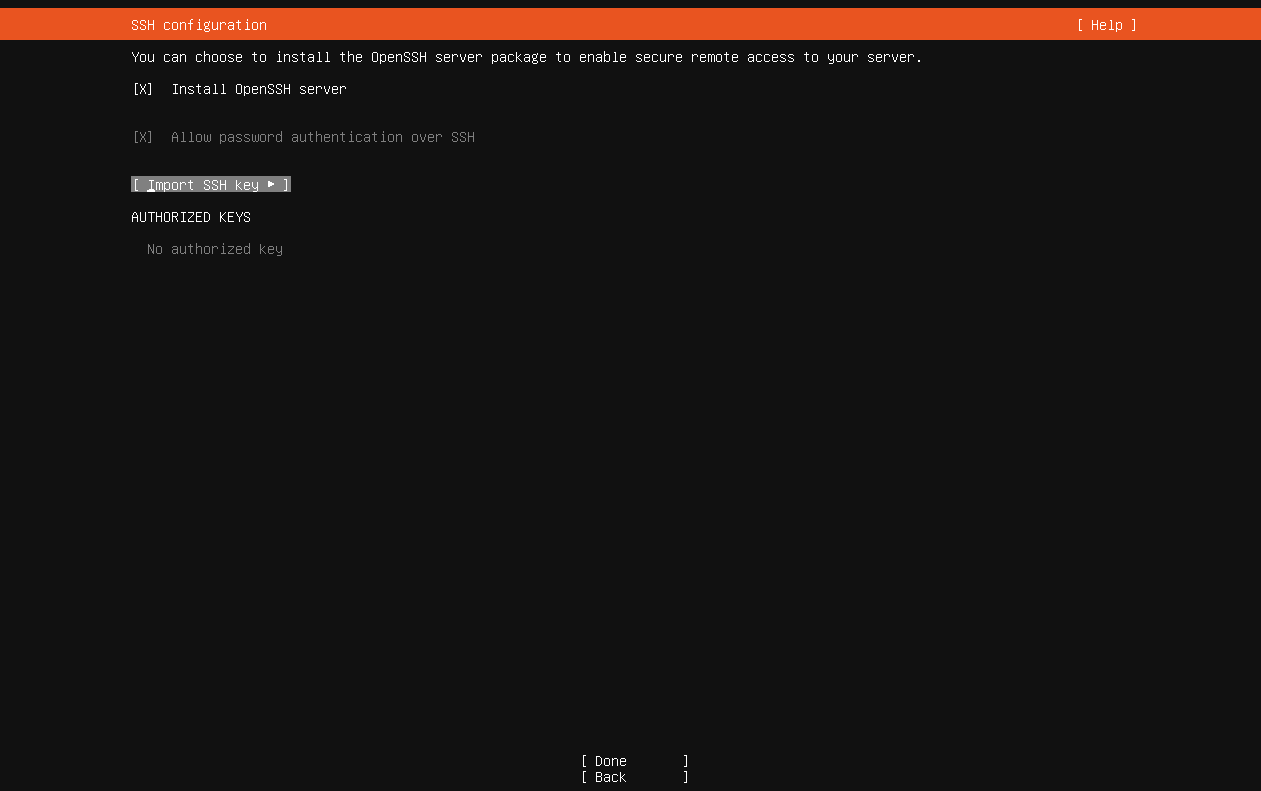 SSH configuration [ Help ]
You can choose to install the OpenSSH server package to enable secure remote access to your server.
[X] Install OpenSSH server
[X] Allow password authentication over SSH
[ Import SSH key ► ]
AUTHORIZED KEYS
No authorized key
[ Done ]
[ Back ]